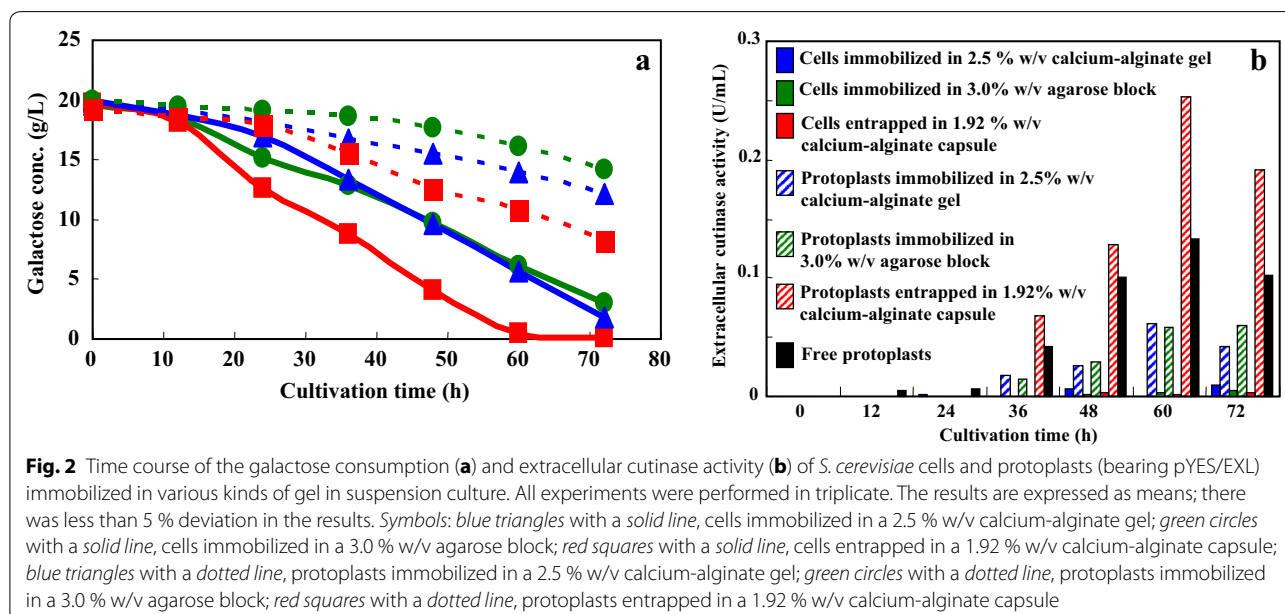 25
20
15
10
5
0
Galactose conc. (g/L)
a
0 10 20 30 40 50 60 70 80
Cultivation time (h)
0.3
0.2
0.1
0
Extracellular cutinase activity (U/mL)
b
Cells immobilized in 2.5 % w/v calcium-alginate gel
Cells immobilized in 3.0% w/v agarose block
Cells entrapped in 1.92 % w/v
calcium-alginate capsule
Protoplasts immobilized in 2.5% w/v
calcium-alginate gel
Protoplasts immobilized in
3.0% w/v agarose block
Protoplasts entrapped in 1.92% w/v
calcium-alginate capsule
Free protoplasts
0 12 24 36 48 60 72
Cultivation time (h)
Fig. 2 Time course of the galactose consumption (a) and extracellular cutinase activity (b) of S. cerevisiae cells and protoplasts (bearing pYES/EXL)
immobilized in various kinds of gel in suspension culture. All experiments were performed in triplicate. The results are expressed as means; there
was less than 5 % deviation in the results. Symbols: blue triangles with a solid line, cells immobilized in a 2.5 % w/v calcium-alginate gel; green circles
with a solid line, cells immobilized in a 3.0 % w/v agarose block; red squares with a solid line, cells entrapped in a 1.92 % w/v calcium-alginate capsule;
blue triangles with a dotted line, protoplasts immobilized in a 2.5 % w/v calcium-alginate gel; green circles with a dotted line, protoplasts immobilized
in a 3.0 % w/v agarose block; red squares with a dotted line, protoplasts entrapped in a 1.92 % w/v calcium-alginate capsule